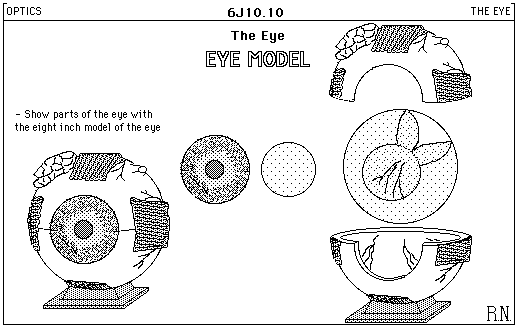 OPTICS 6J10.10 THE EYE
The Eye
EYE MODEL
- Show parts of the eye with
the eight inch model of the eye
R.N.